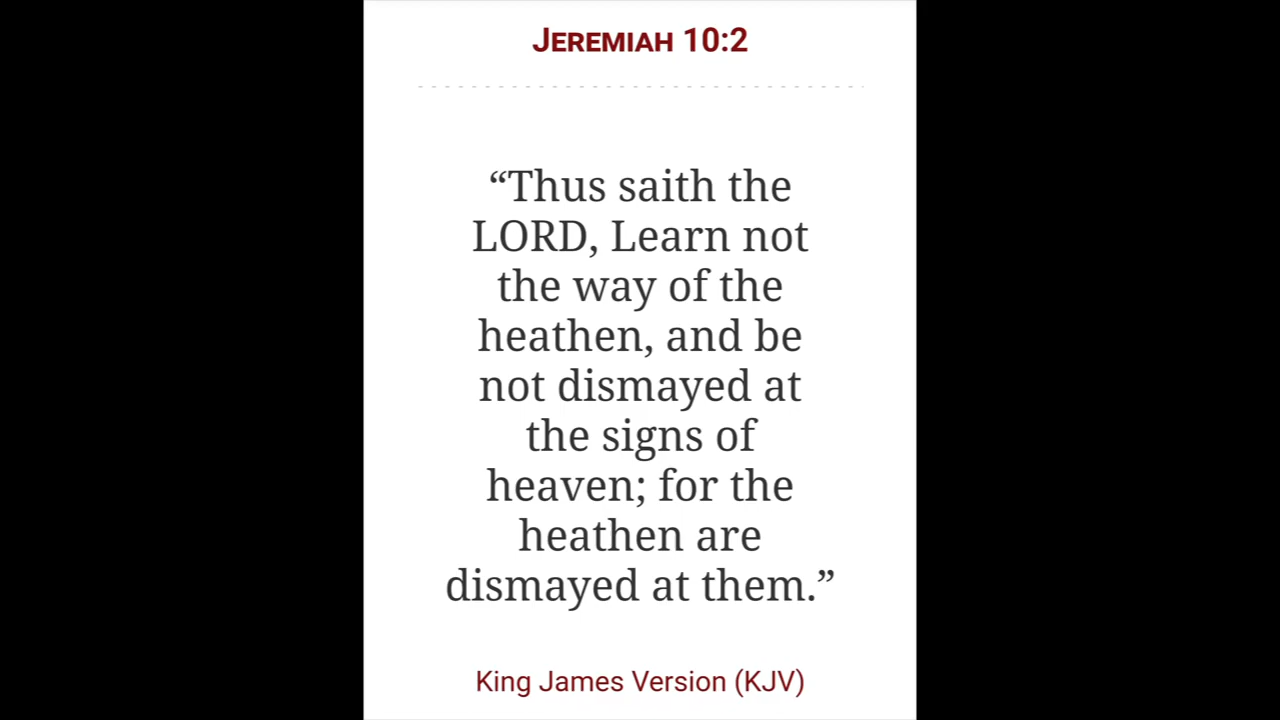 JEREMIAH 10:2
“Thus saith the
LORD, Learn not
the way of the
heathen, and be
not dismayed at
the signs of
heaven; for the
heathen are
dismayed at them.”
King James Version (KJV)